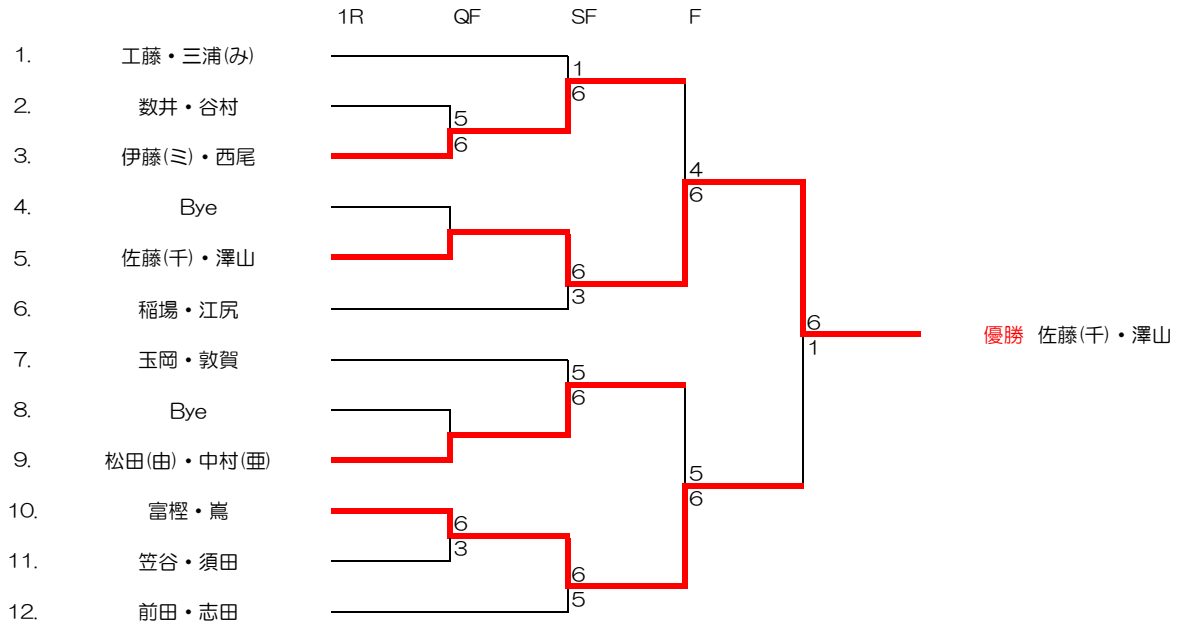 1R QF SF F
1. 工藤・三浦(み)
1
6
2. 数井・谷村
5
6
3. 伊藤(ミ)・西尾
4
6
4. Bye
5. 佐藤(千)・澤山
6
3
6. 稲場・江尻
6
1
優勝 佐藤(千)・澤山
7. 玉岡・敦賀
5
6
8. Bye
9. 松田(由)・中村(亜)
5
6
10. 富樫・嶌
6
3
11. 笠谷・須田
6
5
12. 前田・志田